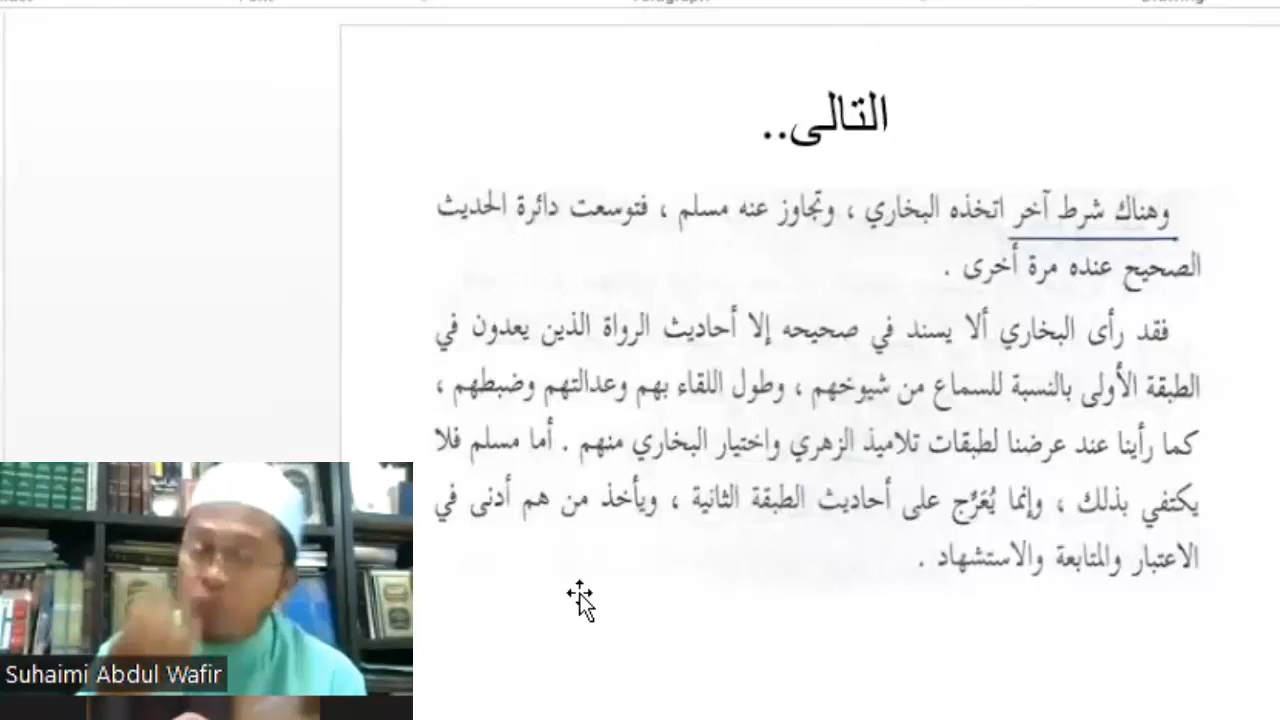 التالى..
وهناك شرط آخر اتخذه البخاري ، وتجاوز عنه مسلم ، فتوسعت دائرة الحديث
الصحيح عنده مرة أخرى .
فقد رأى البخاري ألا يسند في صحيحه إلا أحاديث الرواة الذين يعدون في
الطبقة الأولى بالنسبة للسماع من شيوخهم ، وطول اللقاء بهم وعدالتهم وضبطهم ،
كما رأينا عند عرضنا لطبقات تلاميذ الزهري واختيار البخاري منهم . أما مسلم فلا
يكتفي بذلك ، وإنما يُعَرِّج على أحاديث الطبقة الثانية ، ويأخذ من هم أدنى في
الاعتبار والمتابعة والاستشهاد .
Suhaimi Abdul Wafir